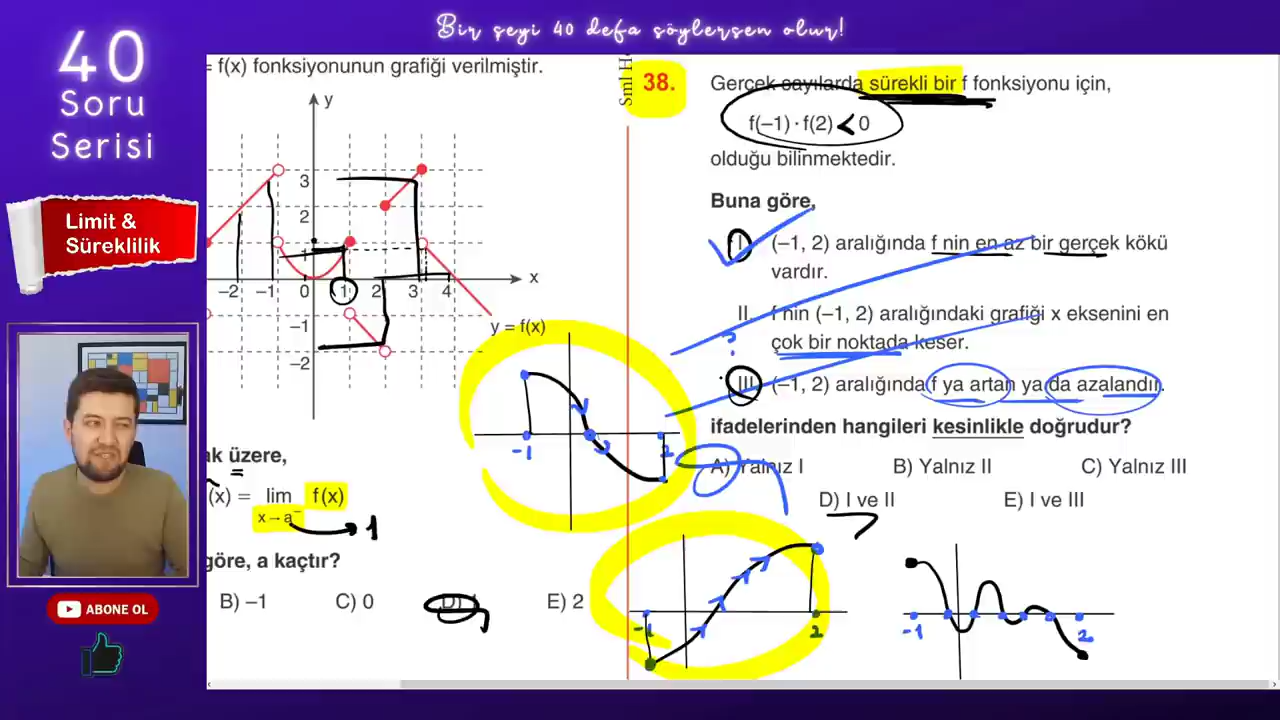 Bir şeyi 40 defa söylersen olur!
40
Soru
Serisi
Limit &
Süreklilik
ABONE OL
= f(x) fonksiyonunun grafiği verilmiştir.
y
3
2
1
–2 –1 0 1 2 3 4 x
–1
–2
y = f(x)
ak üzere,
(x) = lim f(x)
x→a⁻ 1
göre, a kaçtır?
B) –1 C) 0 D) 1 E) 2
38. Gerçek sayılarda sürekli bir f fonksiyonu için,
f(–1) · f(2) < 0
olduğu bilinmektedir.
Buna göre,
I. (–1, 2) aralığında f nin en az bir gerçek kökü
vardır.
II. f nin (–1, 2) aralığındaki grafiği x eksenini en
çok bir noktada keser.
?
III. (–1, 2) aralığında f ya artan ya da azalandır.
ifadelerinden hangileri kesinlikle doğrudur?
A) Yalnız I B) Yalnız II C) Yalnız III
D) I ve II E) I ve III
-1 2
-1 2
-1 2